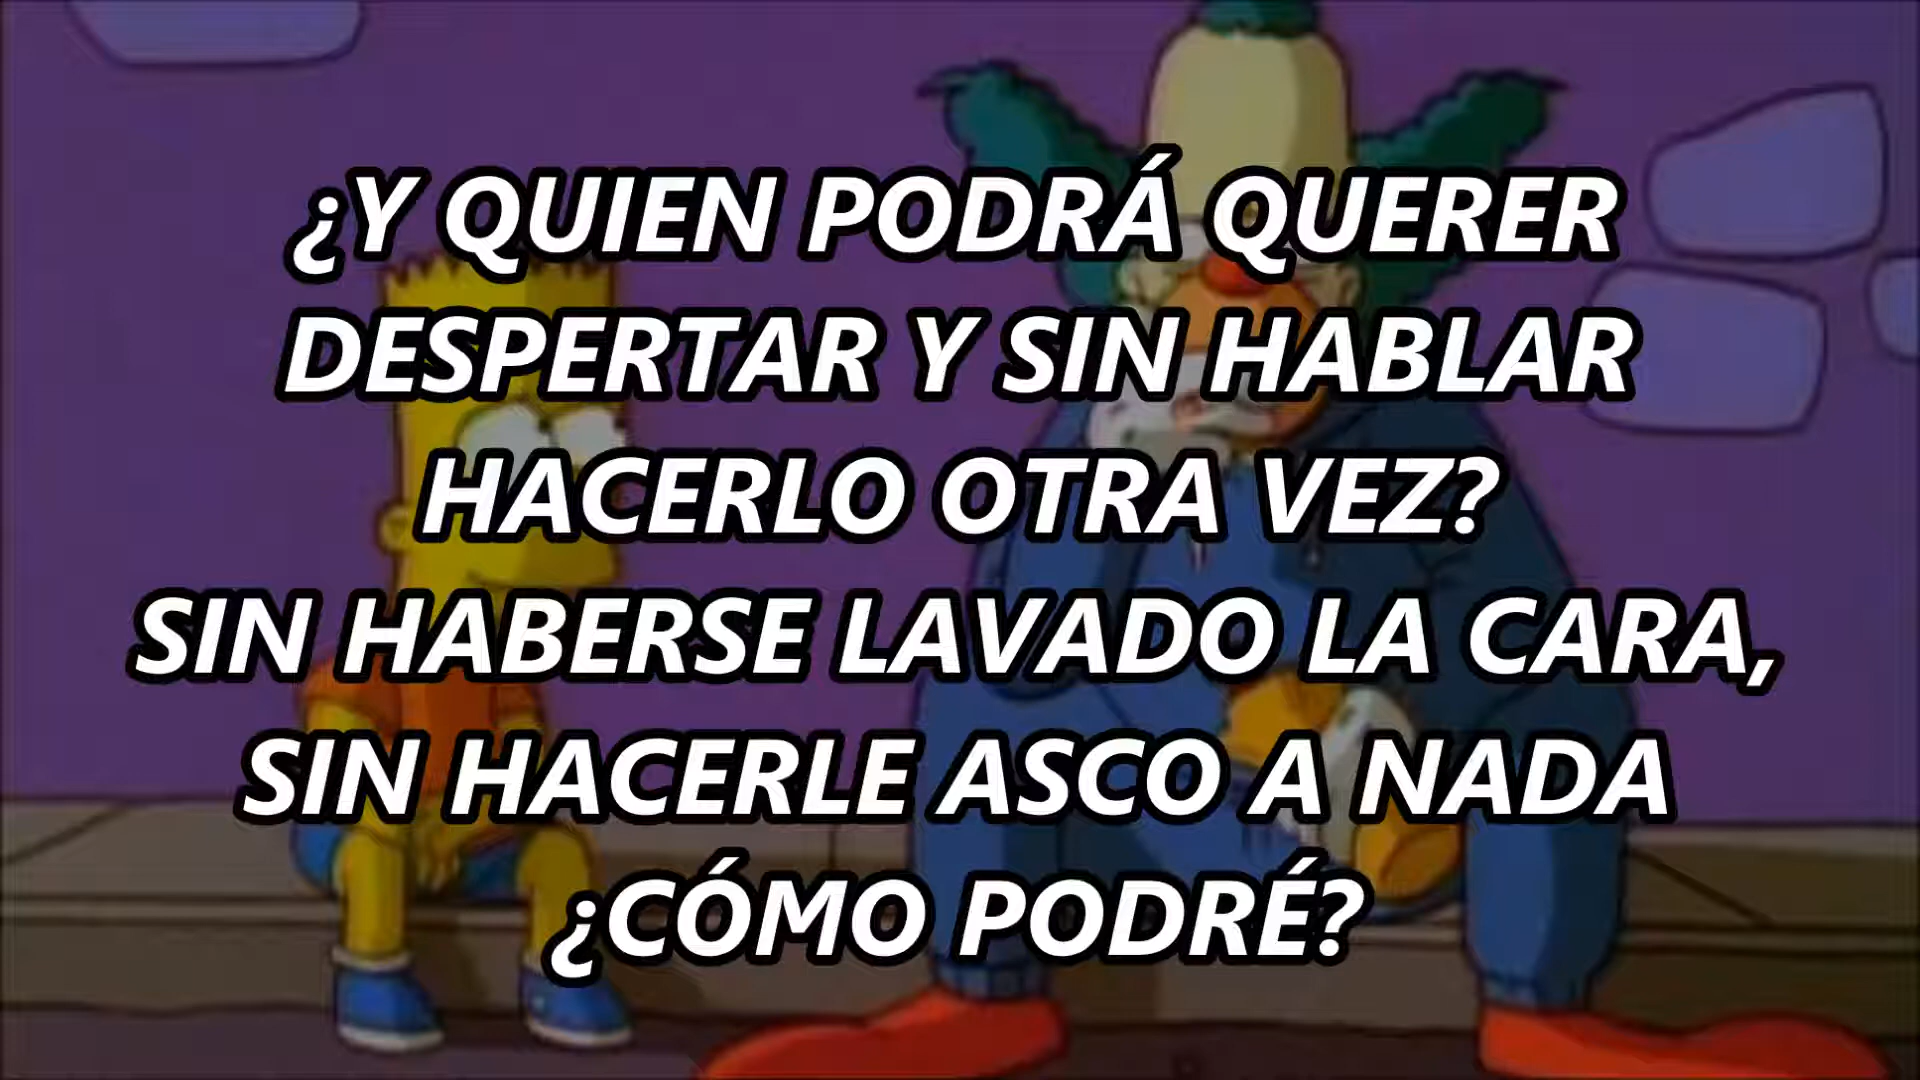 ¿Y QUIEN PODRÁ QUERER
DESPERTAR Y SIN HABLAR
HACERLO OTRA VEZ?
SIN HABERSE LAVADO LA CARA,
SIN HACERLE ASCO A NADA
¿CÓMO PODRÉ?